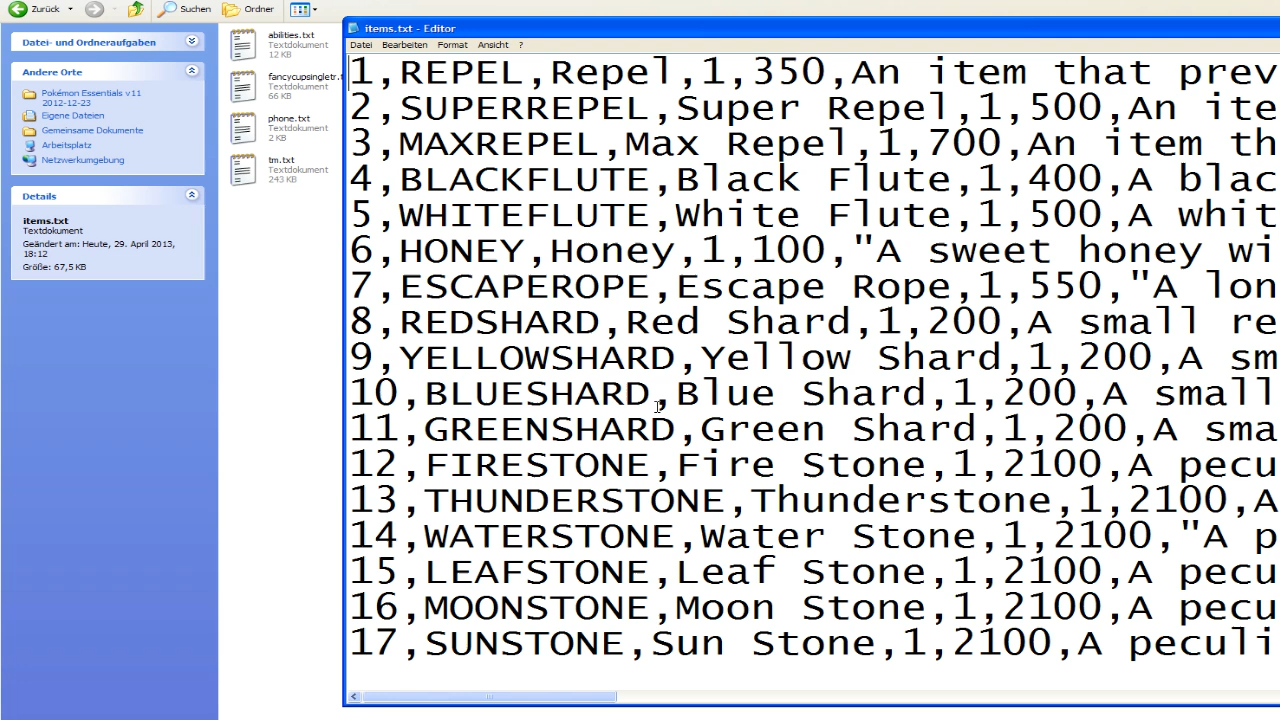 Zurück
Suchen
Ordner
Datei- und Ordneraufgaben
Andere Orte
Pokémon Essentials v11
2012-12-23
Eigene Dateien
Gemeinsame Dokumente
Arbeitsplatz
Netzwerkumgebung
Details
items.txt
Textdokument
Geändert am: Heute, 29. April 2013,
18:12
Größe: 67,5 KB
abilities.txt
Textdokument
12 KB
fancycupsingletr.t
Textdokument
66 KB
phone.txt
Textdokument
2 KB
tm.txt
Textdokument
243 KB
items.txt - Editor
Datei Bearbeiten Format Ansicht ?
1,REPEL,Repel,1,350,An item that prev
2,SUPERREPEL,Super Repel,1,500,An ite
3,MAXREPEL,Max Repel,1,700,An item th
4,BLACKFLUTE,Black Flute,1,400,A blac
5,WHITEFLUTE,White Flute,1,500,A whit
6,HONEY,Honey,1,100,"A sweet honey wi
7,ESCAPEROPE,Escape Rope,1,550,"A lon
8,REDSHARD,Red Shard,1,200,A small re
9,YELLOWSHARD,Yellow Shard,1,200,A sm
10,BLUESHARD,Blue Shard,1,200,A small
11,GREENSHARD,Green Shard,1,200,A sma
12,FIRESTONE,Fire Stone,1,2100,A pecu
13,THUNDERSTONE,Thunderstone,1,2100,A
14,WATERSTONE,Water Stone,1,2100,"A p
15,LEAFSTONE,Leaf Stone,1,2100,A pecu
16,MOONSTONE,Moon Stone,1,2100,A pecu
17,SUNSTONE,Sun Stone,1,2100,A peculi